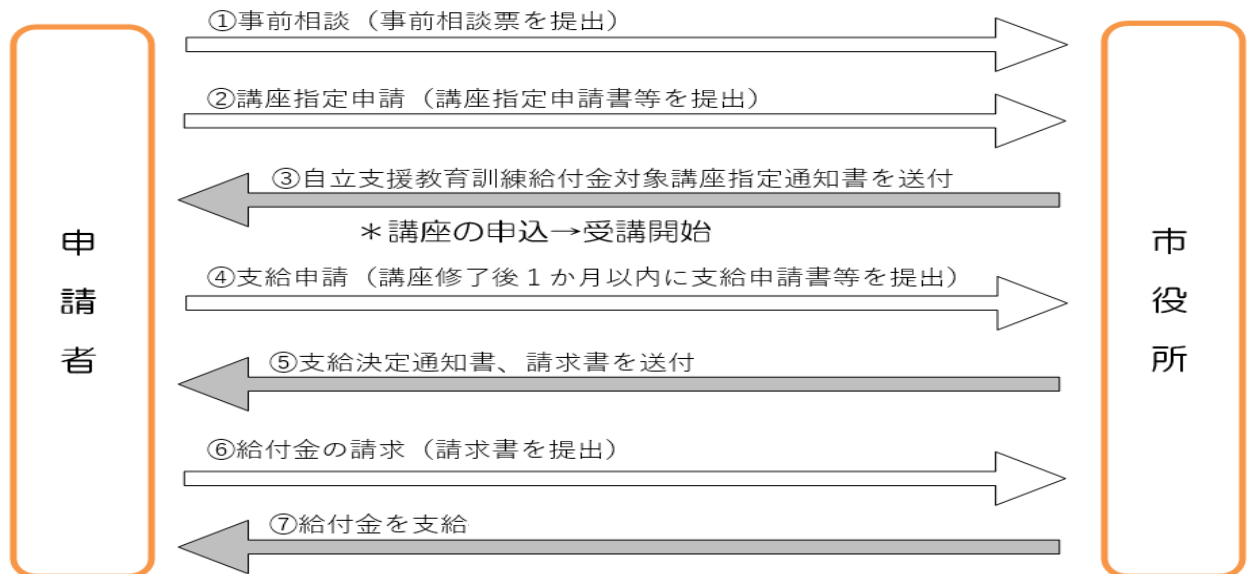 ①事前相談（事前相談票を提出）
②講座指定申請（講座指定申請書等を提出）
③自立支援教育訓練給付金対象講座指定通知書を送付
＊講座の申込→受講開始
④支給申請（講座修了後１か月以内に支給申請書等を提出）
⑤支給決定通知書、請求書を送付
⑥給付金の請求（請求書を提出）
⑦給付金を支給
申請者
市役所